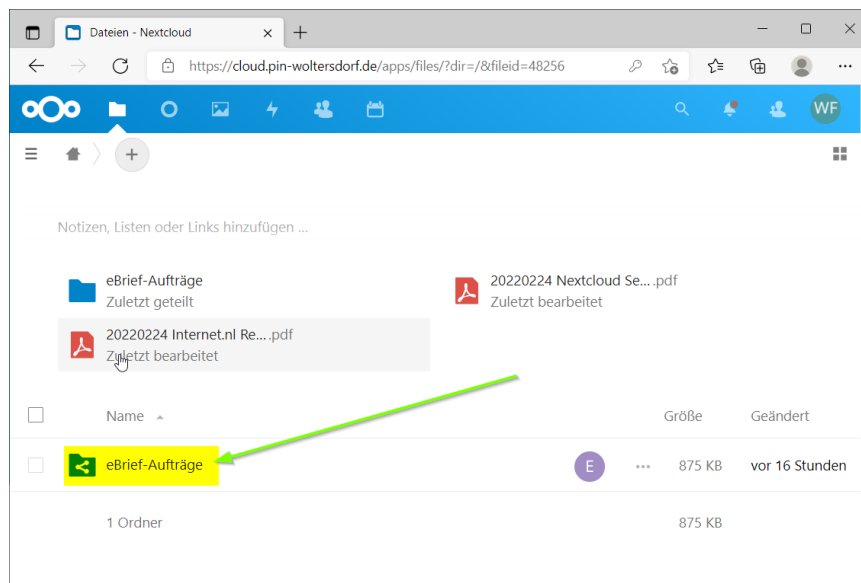 Dateien - Nextcloud
https://cloud.pin-woltersdorf.de/apps/files/?dir=/&fileid=48256
WF
Notizen, Listen oder Links hinzufügen ...
eBrief-Aufträge
Zuletzt geteilt
20220224 Nextcloud Se... .pdf
Zuletzt bearbeitet
20220224 Internet.nl Re... .pdf
Zuletzt bearbeitet
Name Größe Geändert
eBrief-Aufträge E ... 875 KB vor 16 Stunden
1 Ordner 875 KB